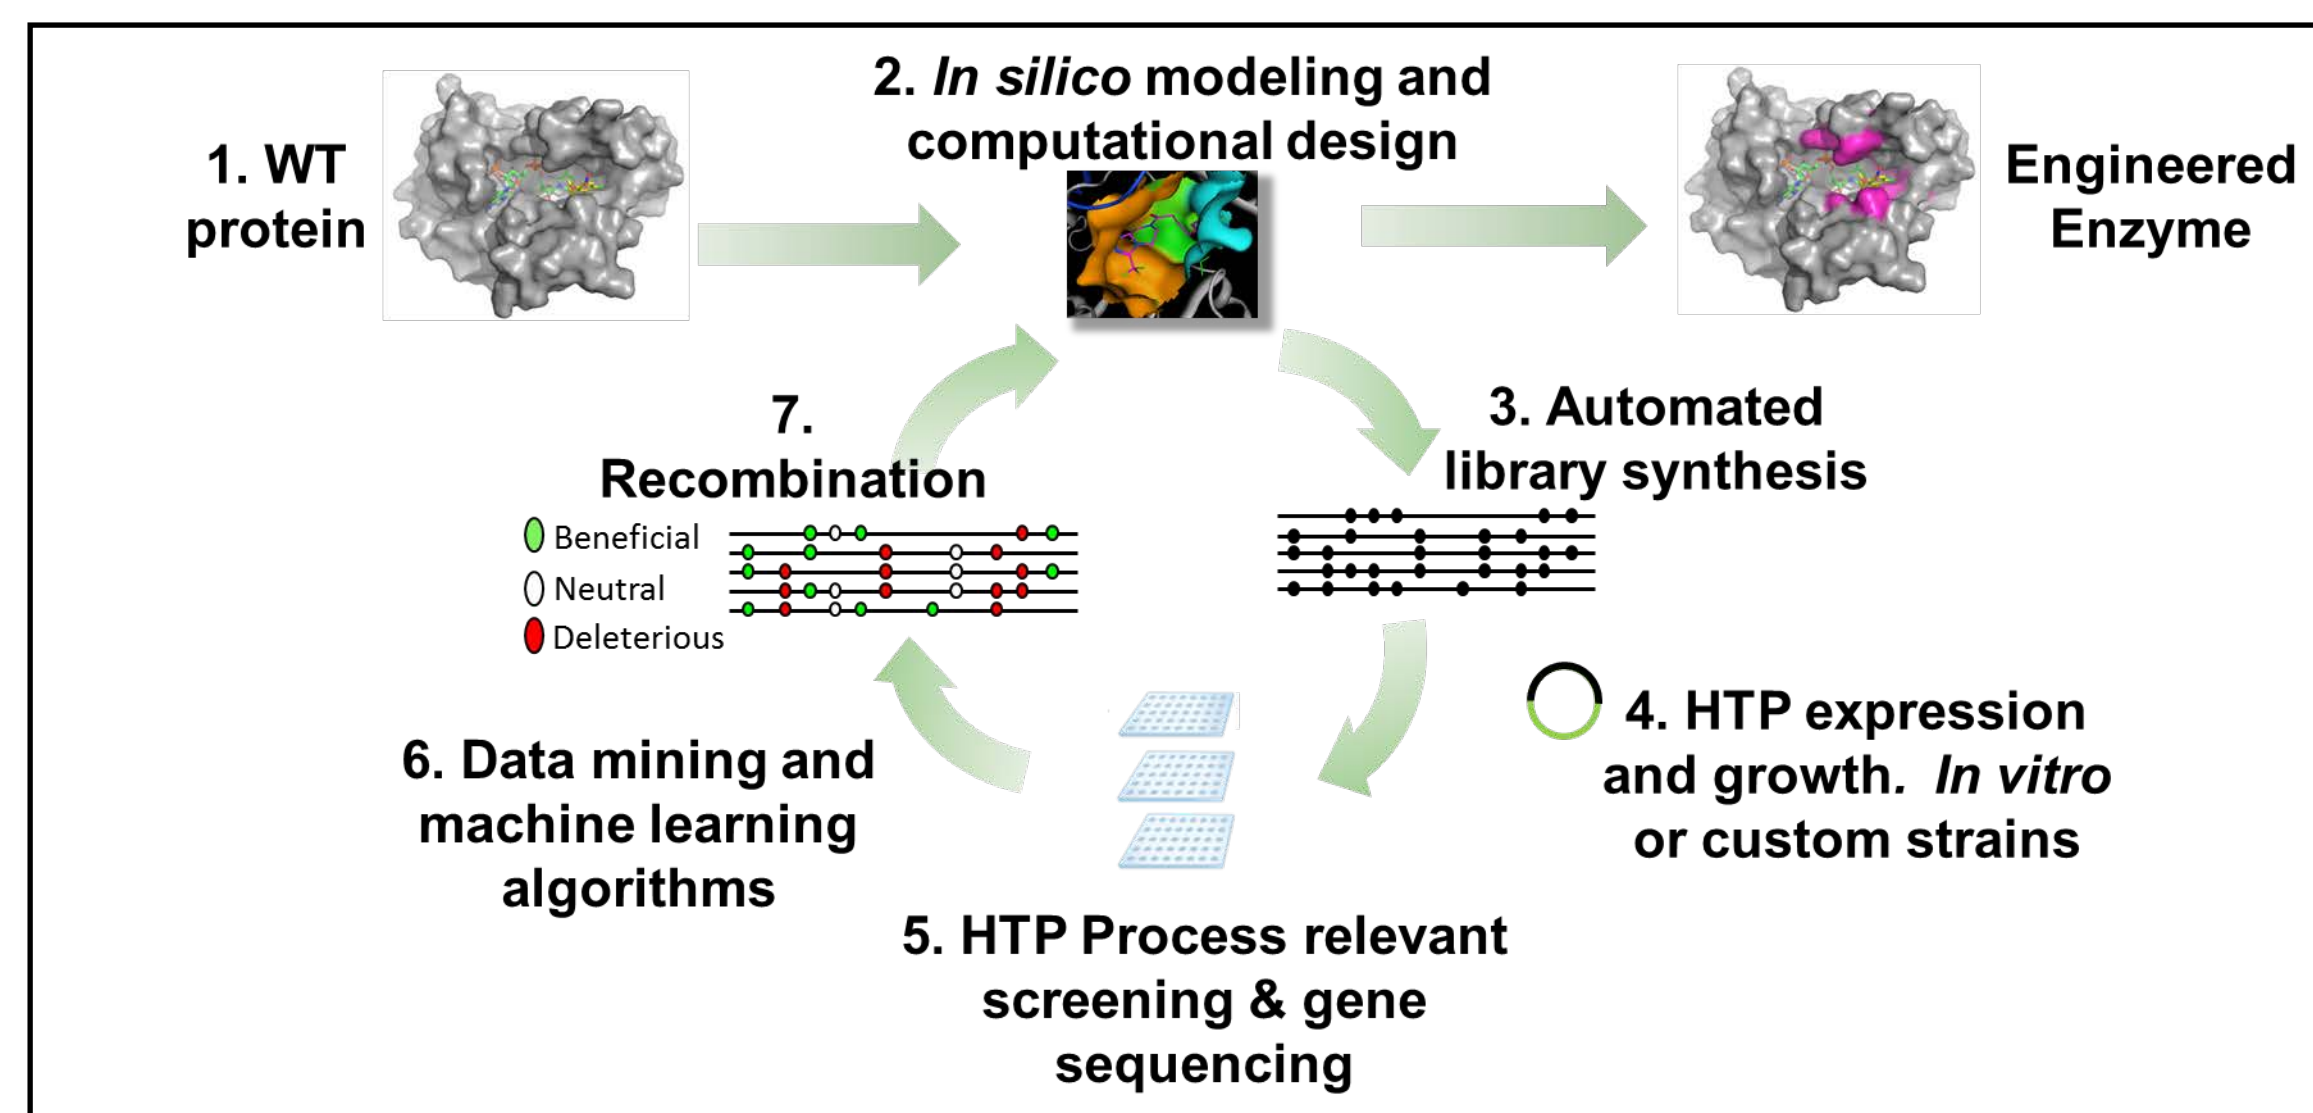 1. WT
protein
2. In silico modeling and
computational design
Engineered
Enzyme
3. Automated
library synthesis
4. HTP expression
and growth. In vitro
or custom strains
5. HTP Process relevant
screening & gene
sequencing
6. Data mining and
machine learning
algorithms
7.
Recombination
Beneficial
Neutral
Deleterious